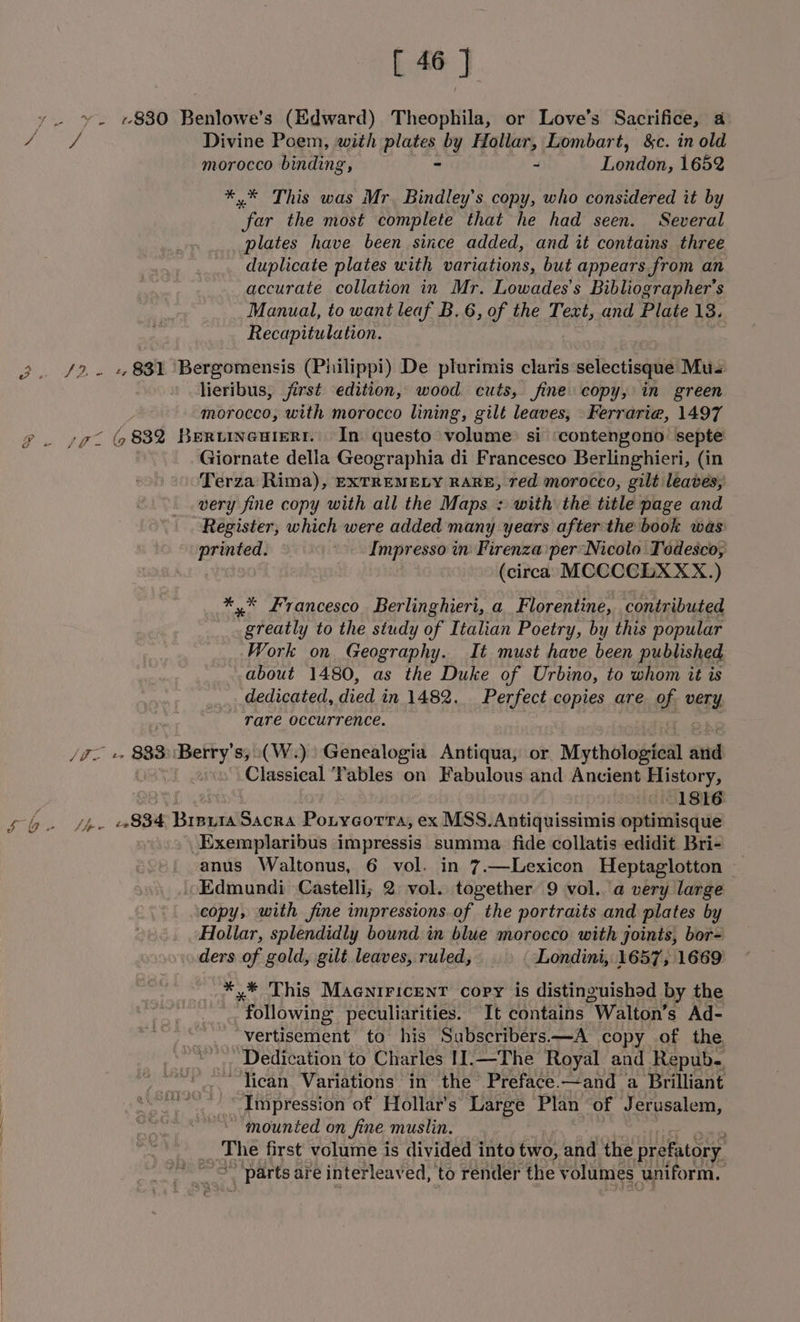 [ 46 ]
830 Benlowe's (Edward) Theophila, or Love's Sacrifice, a
Divine Poem, with plates by Hollar, Lombart, &c. in old
morocco binding, - - London, 1652
*** This was Mr. Bindley's copy, who considered it by
far the most complete that he had seen. Several
plates have been since added, and it contains three
duplicate plates with variations, but appears from an
accurate collation in Mr. Lowades's Bibliographer's
Manual, to want leaf B. 6, of the Text, and Plate 13.
Recapitulation.
831 Bergomensis (Philippi) De plurimis claris selectisque Mu-
lieribus, first edition, wood cuts, fine copy, in green
morocco, with morocco lining, gilt leaves, Ferrariæ, 1497
832 BERLINGHIERI. In questo volume si contengono septe
Giornate della Geographia di Francesco Berlinghieri, (in
Terza Rima), EXTREMELY RARE, red morocco, gilt leaves,
very fine copy with all the Maps : with the title page and
Register, which were added many years after the book was
printed. Impresso in Firenza per Nicolo Todesco,
(circa MCCCCLXXX.)
*** Francesco Berlinghieri, a Florentine, contributed
greatly to the study of Italian Poetry, by this popular
Work on Geography. It must have been published
about 1480, as the Duke of Urbino, to whom it is
dedicated, died in 1482. Perfect copies are of very
rare occurrence.
833 Berry's, (W.) Genealogia Antiqua, or Mythological and
Classical Tables on Fabulous and Ancient History,
1816
834 BIBLIA SACRA POLYGOTTA, ex MSS. Antiquissimis optimisque
Exemplaribus impressis summa fide collatis edidit Bri-
anus Waltonus, 6 vol. in 7.—Lexicon Heptaglotton
Edmundi Castelli, 2 vol. together 9 vol. a very large
copy, with fine impressions of the portraits and plates by
Hollar, splendidly bound in blue morocco with joints, bor-
ders of gold, gilt leaves, ruled, Londini, 1657, 1669
*** This MAGNIFICENT COPY is distinguished by the
following peculiarities. It contains Walton's Ad-
vertisement to his Subscribers.—A copy of the
Dedication to Charles II.—The Royal and Repub-
lican Variations in the Preface.—and a Brilliant
Impression of Hollar's Large Plan of Jerusalem,
mounted on fine muslin.
The first volume is divided into two, and the prefatory
parts are interleaved, to render the volumes uniform.